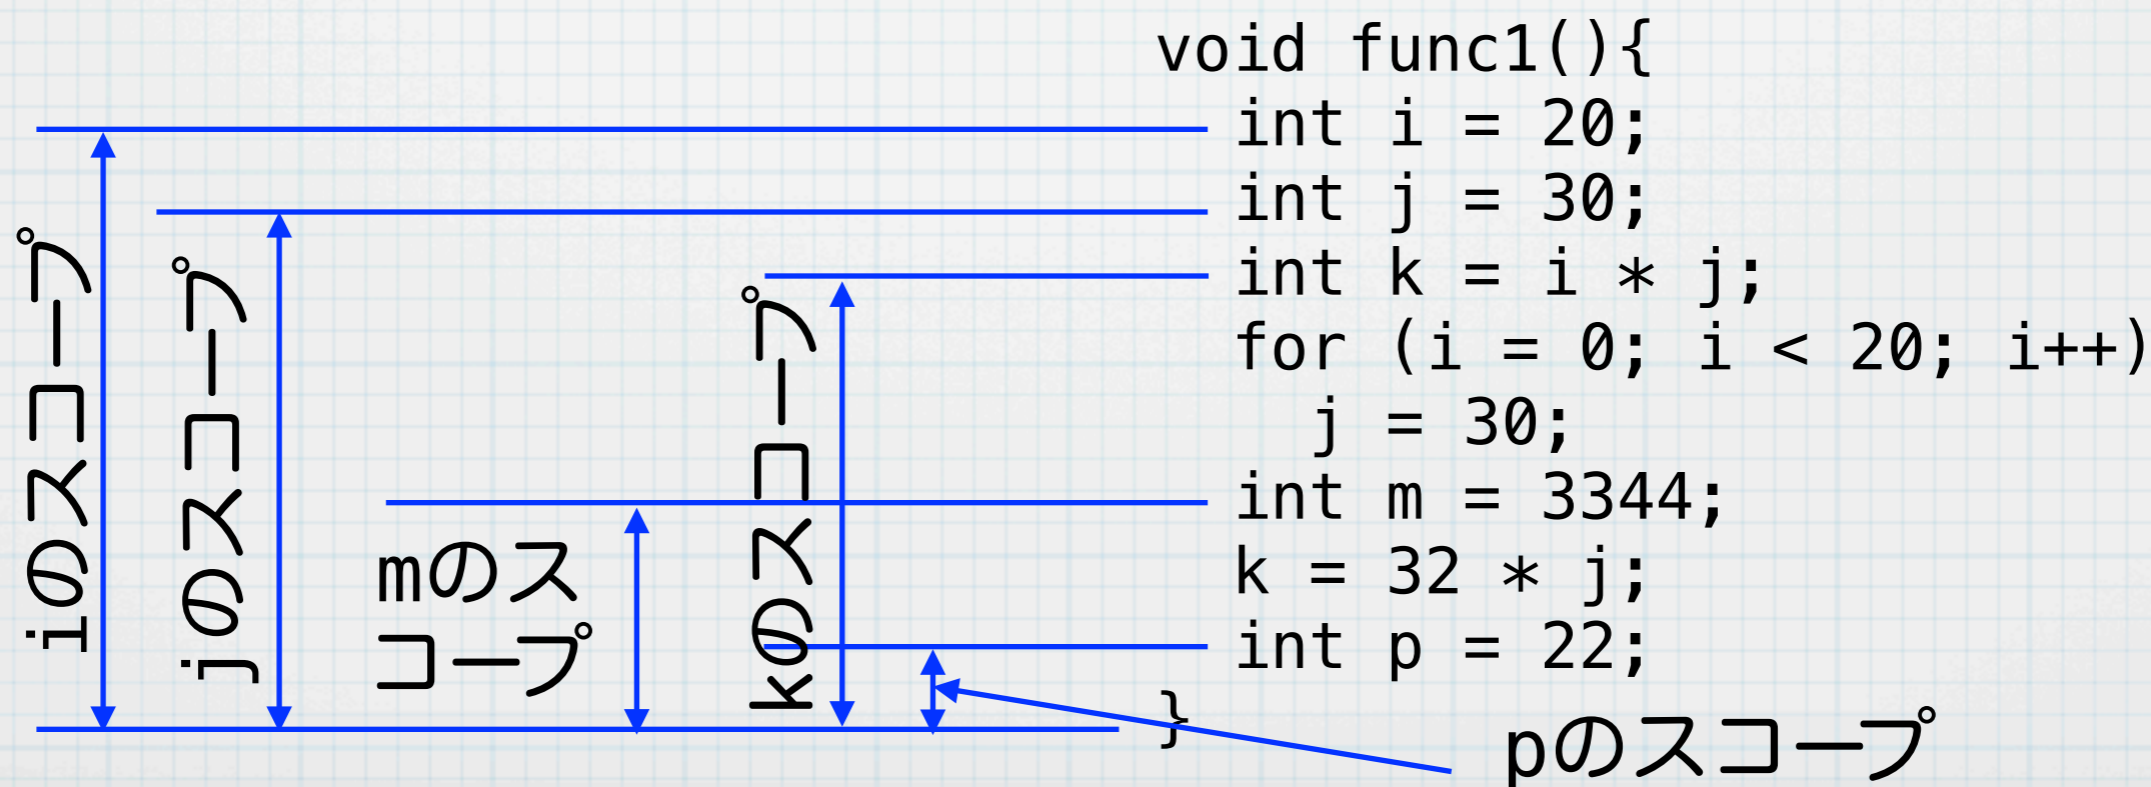 void func1(){
  int i = 20;
  int j = 30;
  int k = i * j;
  for (i = 0; i < 20; i++)
    j = 30;
  int m = 3344;
  k = 32 * j;
  int p = 22;
}
iのスコープ
jのスコープ
mのス
コープ
kのスコープ
pのスコープ